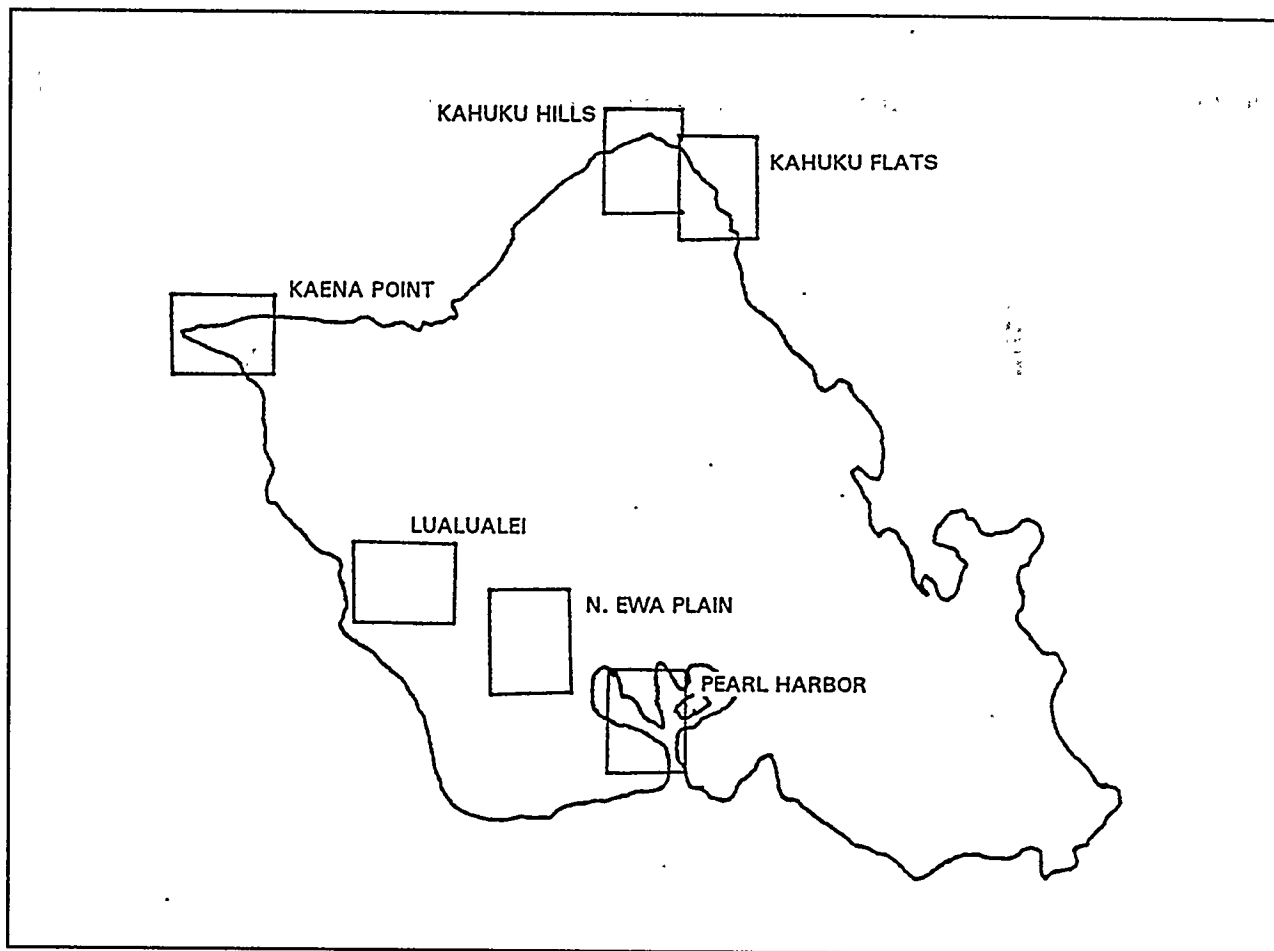 KAHUKU HILLS
KAHUKU FLATS
KAENA POINT
LUALUALEI
N. EWA PLAIN
PEARL HARBOR